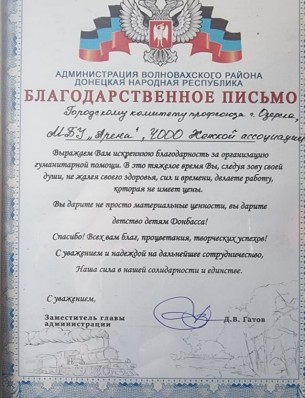 АДМИНИСТРАЦИЯ ВОЛНОВАХСКОГО РАЙОНА
ДОНЕЦКАЯ НАРОДНАЯ РЕСПУБЛИКА
БЛАГОДАРСТВЕННОЕ ПИСЬМО
Городскому комитету профсоюза г. Озерска,
МБУ "Арена", ЧООО Женской ассоциации
Выражаем Вам искреннюю благодарность за организацию
гуманитарной помощи. В это тяжелое время Вы, следуя зову своей
души, не жалея своего здоровья, сил и времени, делаете работу,
которая не имеет цены.
Вы дарите не просто материальные ценности, вы дарите
детство детям Донбасса!
Спасибо! Всех вам благ, процветания, творческих успехов!
С уважением и надеждой на дальнейшее сотрудничество,
Наша сила в нашей солидарности и единстве.
С уважением,
Заместитель главы
администрации
Д.В. Гатов